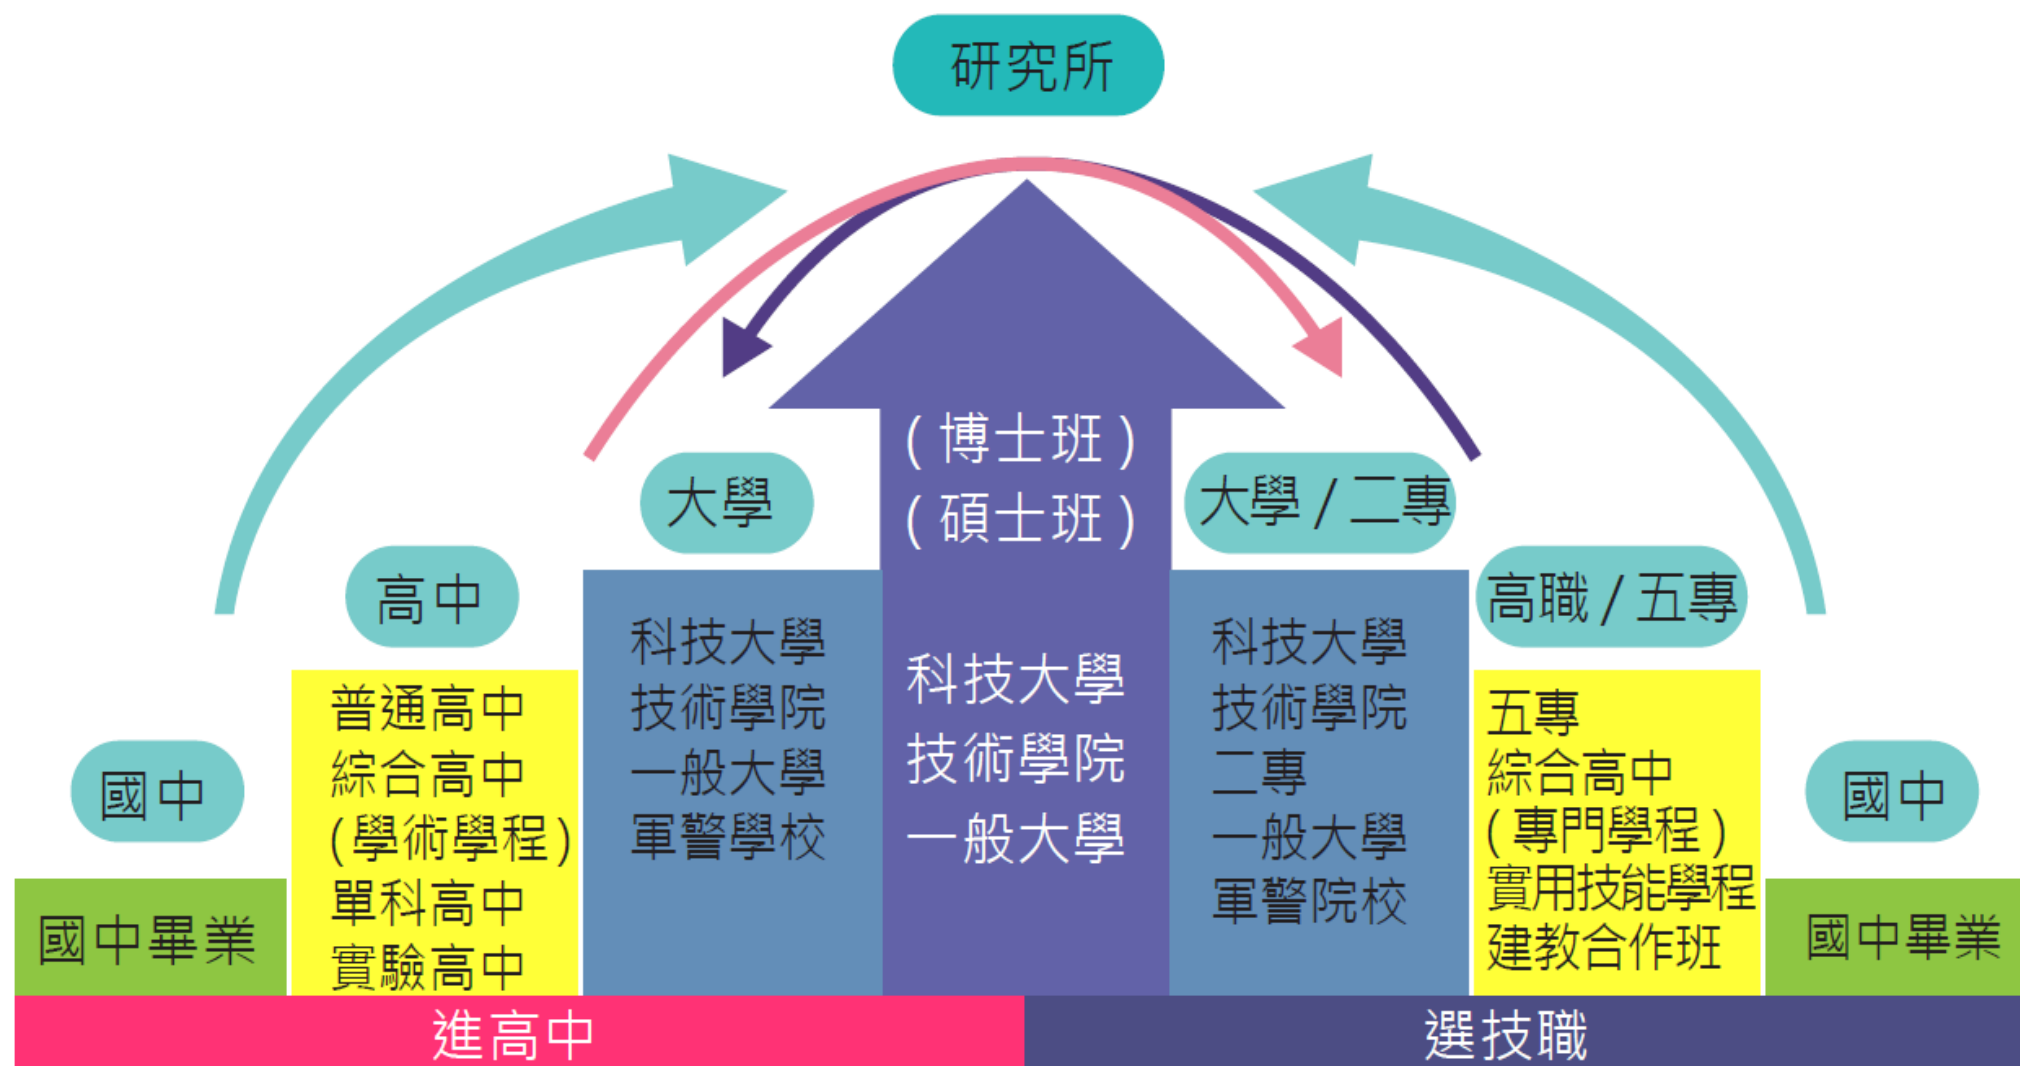 研究所
(博士班)
(碩士班)
科技大學
技術學院
一般大學
大學
科技大學
技術學院
一般大學
軍警學校
高中
普通高中
綜合高中
(學術學程)
單科高中
實驗高中
國中
國中畢業
進高中
大學/二專
科技大學
技術學院
二專
一般大學
軍警院校
高職/五專
五專
綜合高中
(專門學程)
實用技能學程
建教合作班
國中
國中畢業
選技職